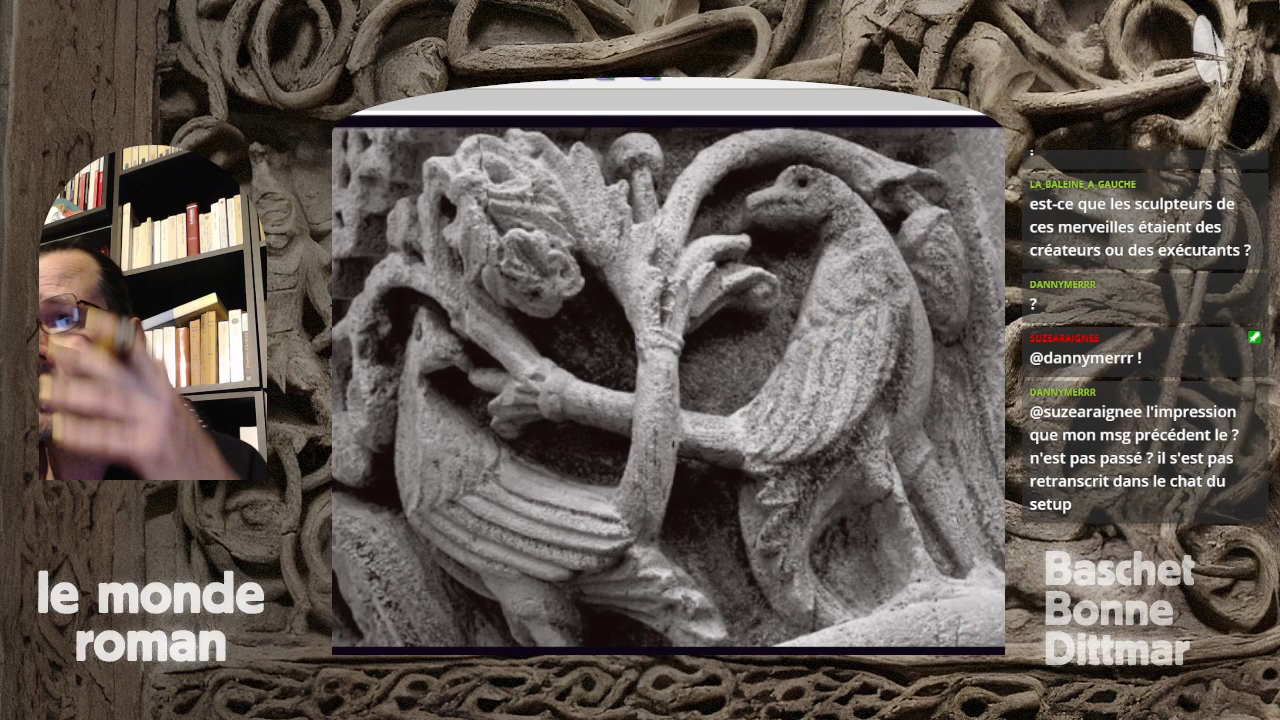 :
LA_BALEINE_A_GAUCHE
est-ce que les sculpteurs de
ces merveilles étaient des
créateurs ou des exécutants ?
DANNYMERRR
?
SUZEARAIGNEE
@dannymerrr !
DANNYMERRR
@suzearaignee l'impression
que mon msg précédent le ?
n'est pas passé ? il s'est pas
retranscrit dans le chat du
setup
le monde
roman
Baschet
Bonne
Dittmar